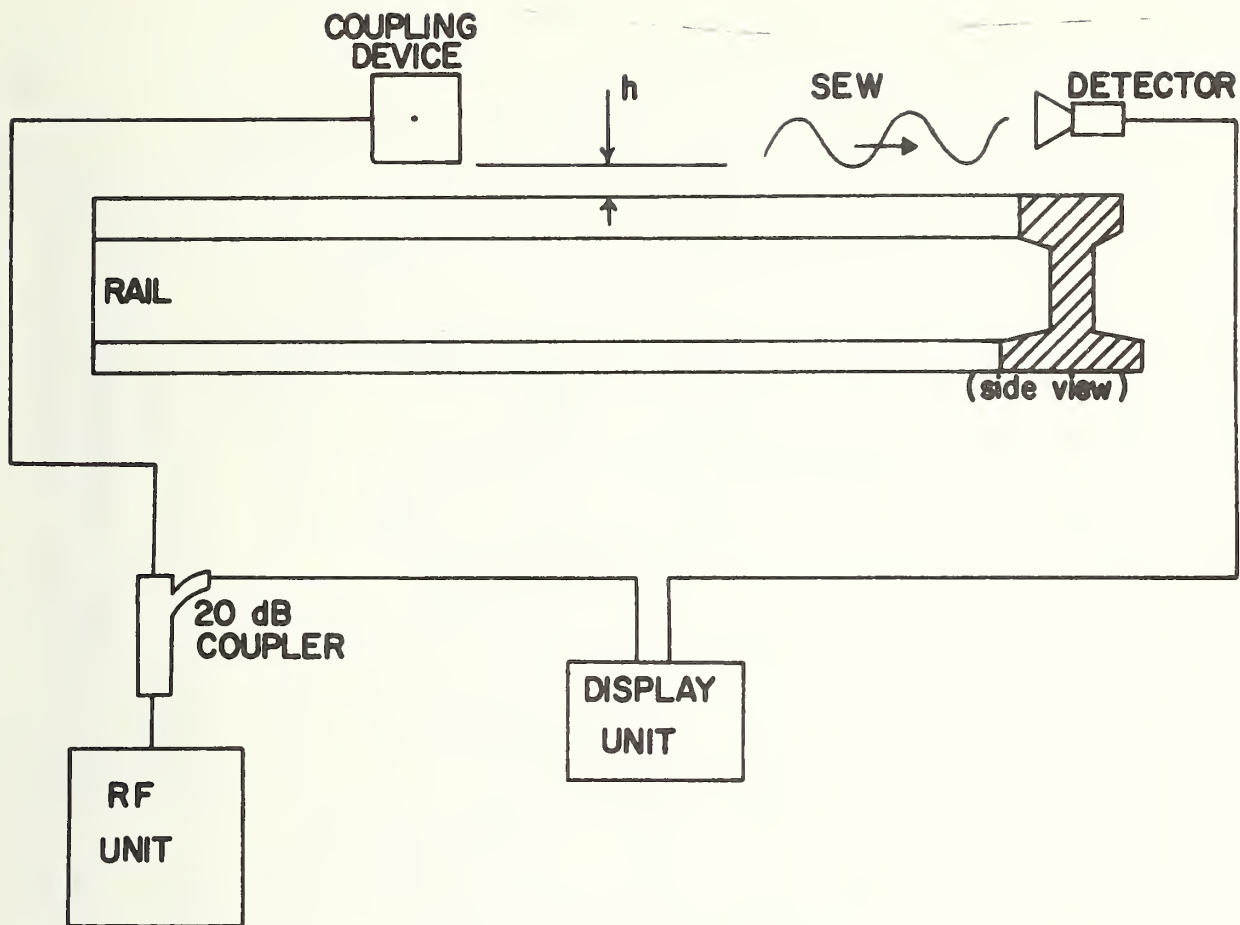 COUPLING
DEVICE
h
SEW
DETECTOR
RAIL
(side view)
20 dB
COUPLER
DISPLAY
UNIT
RF
UNIT